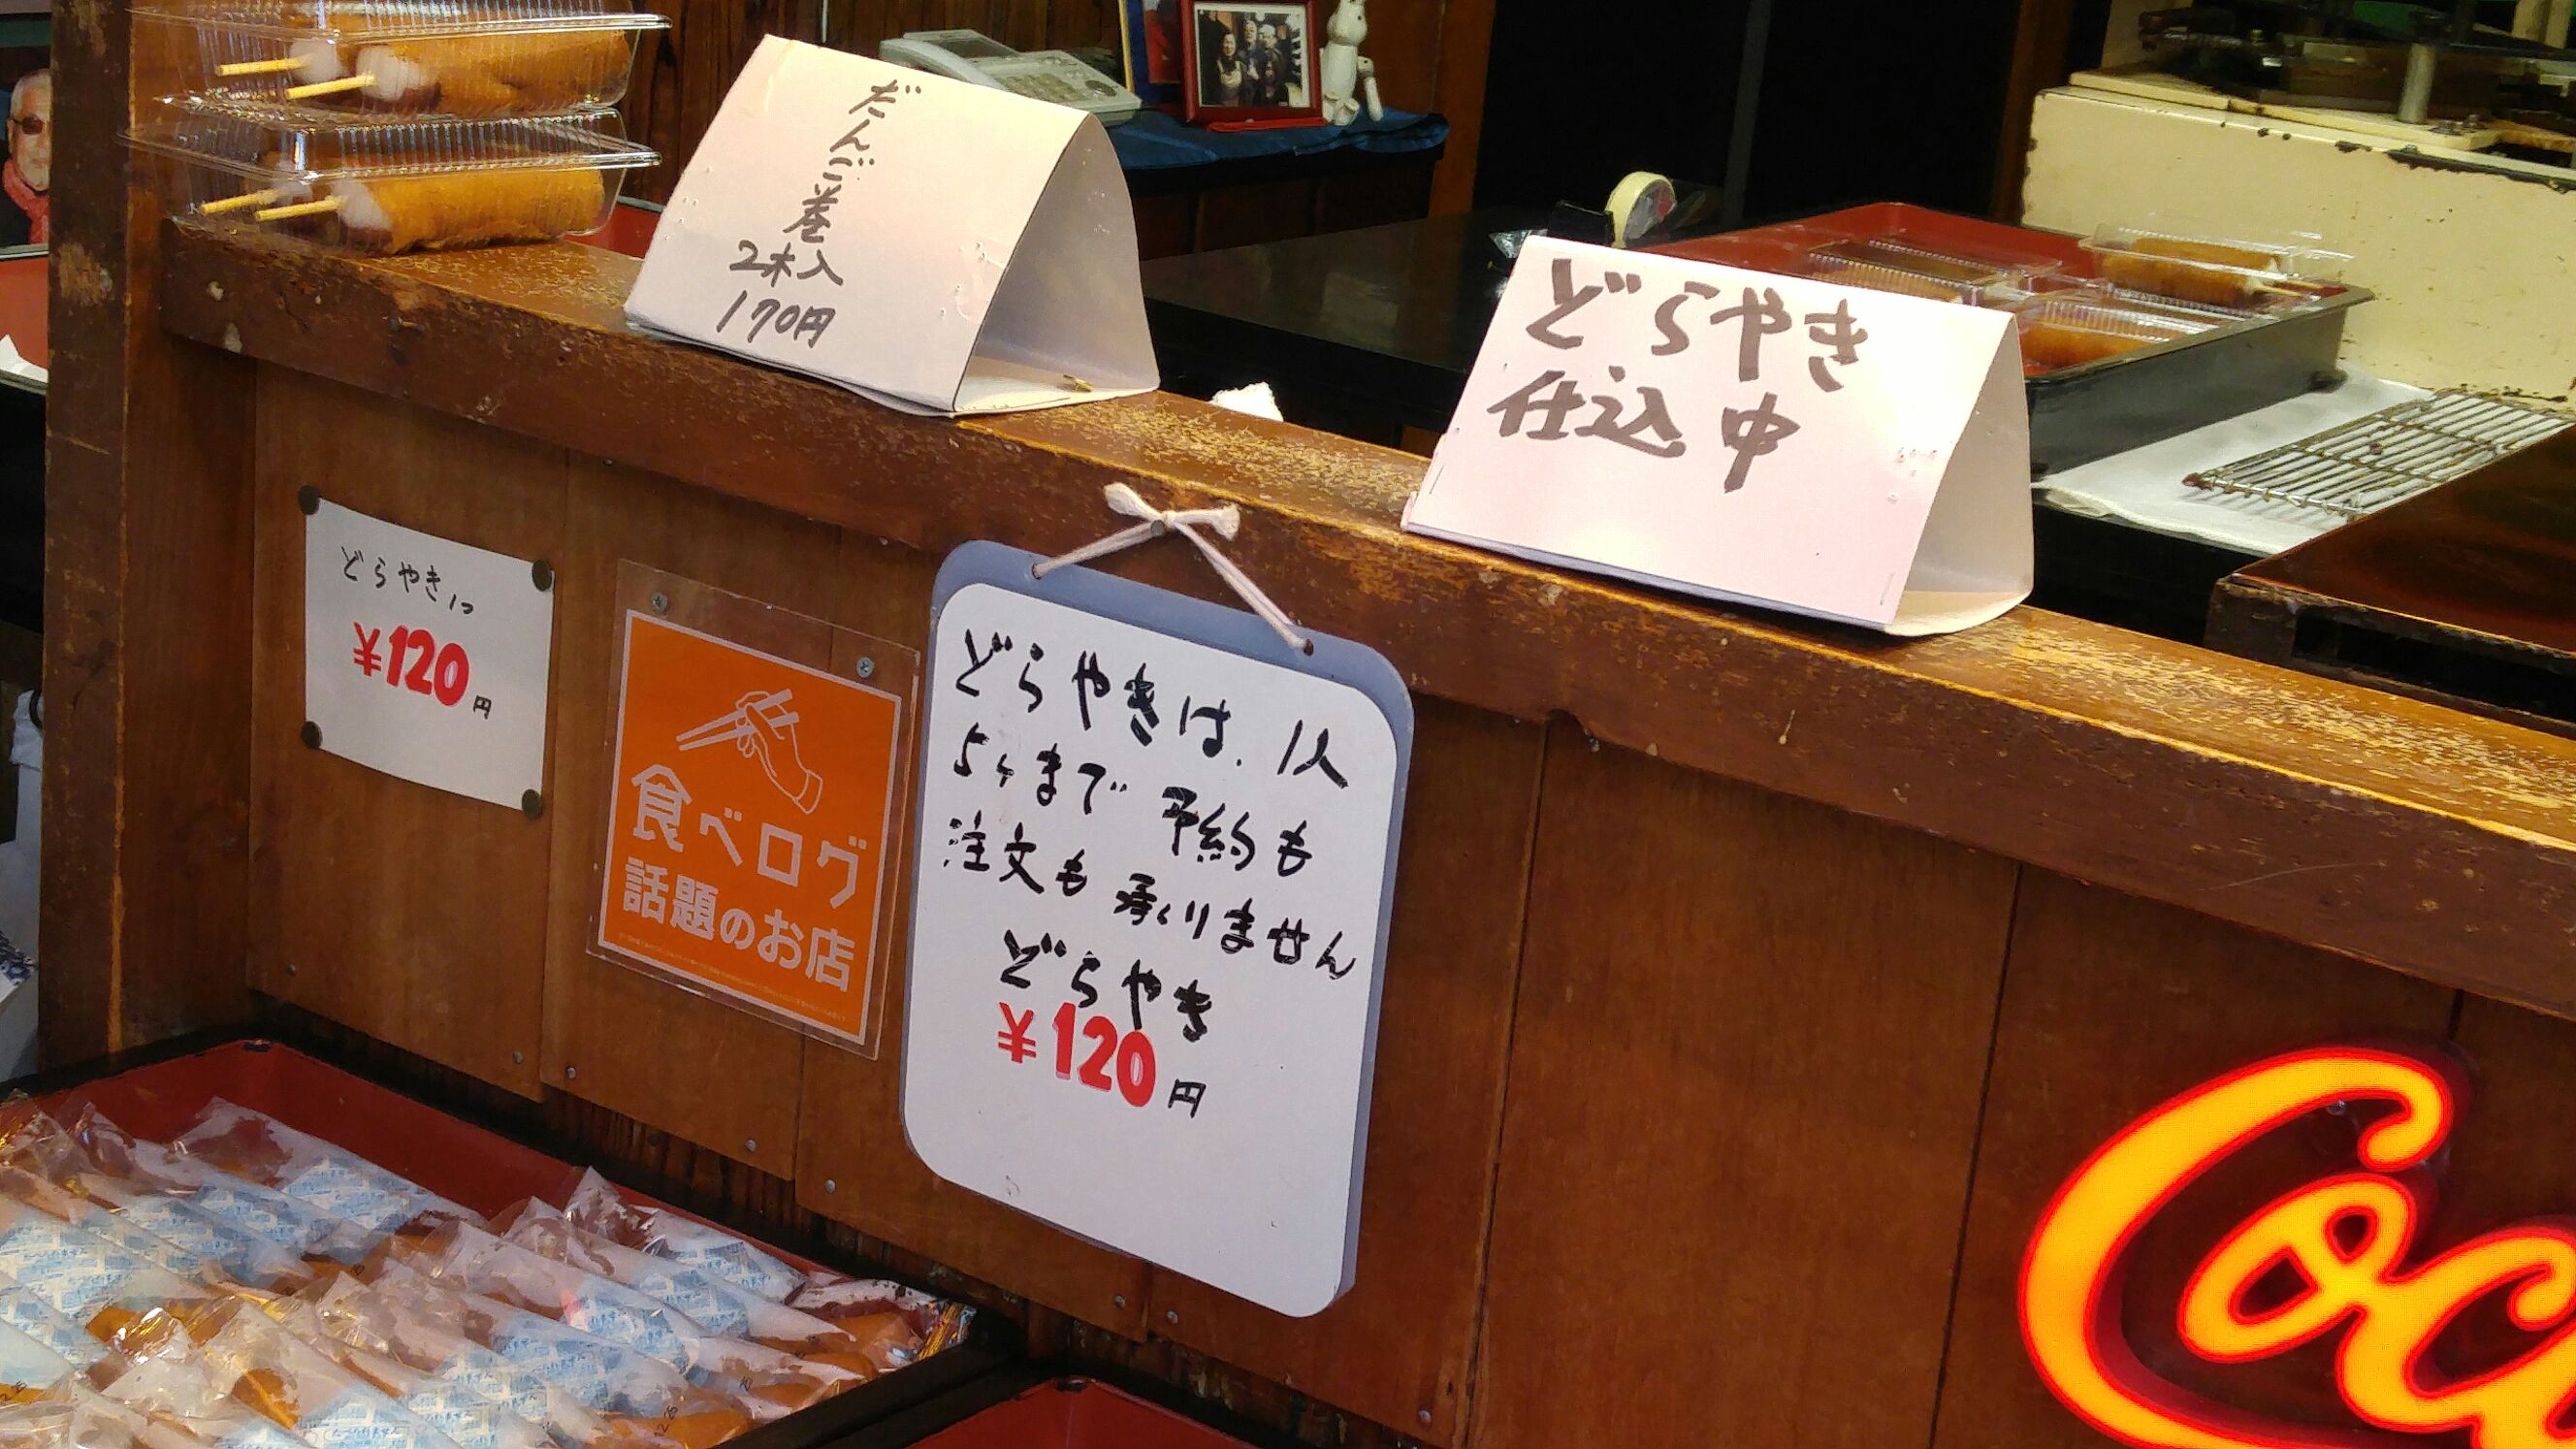 だんご巻
2本入
170円
どらやき
仕込中
どらやき1つ
¥120円
食べログ
話題のお店
どらやきは、1人
5ヶまで 予約も
注文も 承くりません
どらやき
¥120円
Coc